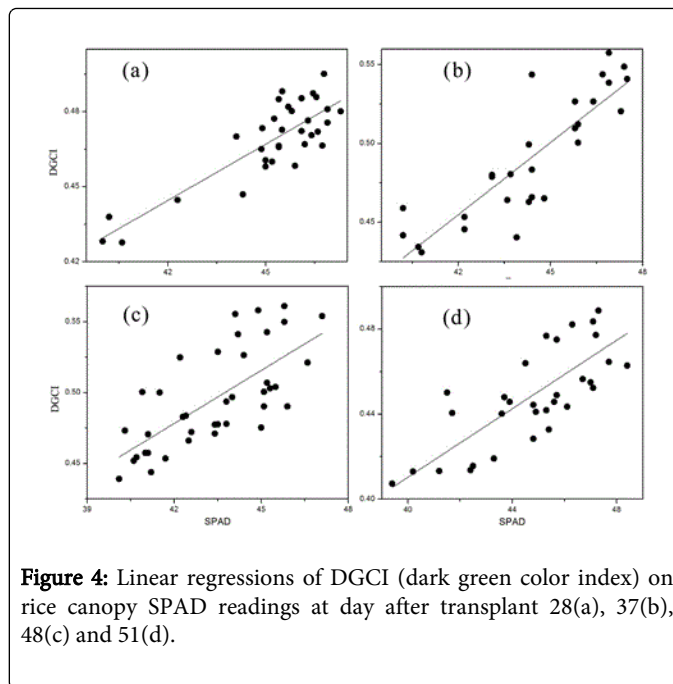 (a)
(b)
DGCI
0.48
0.45
0.42
42
45
0.55
0.50
0.45
42
44
46
48
(c)
(d)
DGCI
0.55
0.50
0.45
39
42
45
48
SPAD
0.48
0.44
0.40
40
44
48
SPAD
Figure 4: Linear regressions of DGCI (dark green color index) on
rice canopy SPAD readings at day after transplant 28(a), 37(b),
48(c) and 51(d).